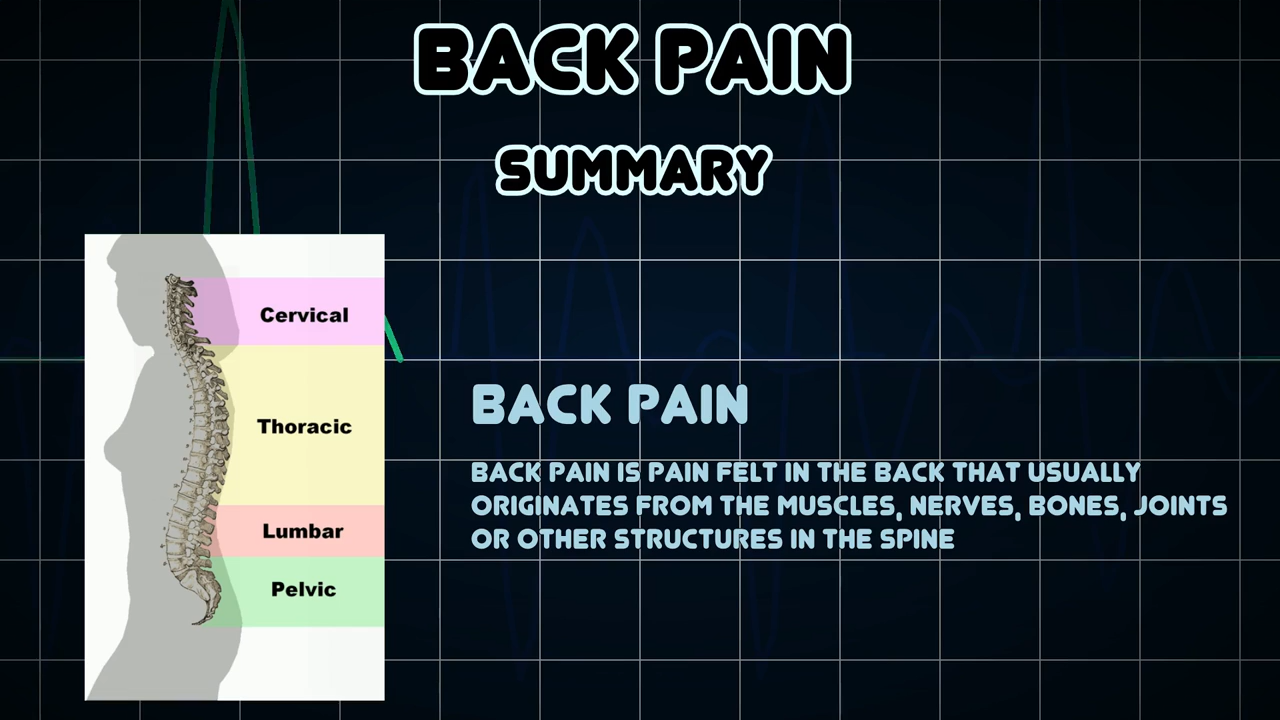 BACK PAIN
SUMMARY
Cervical
Thoracic
Lumbar
Pelvic
BACK PAIN
BACK PAIN IS PAIN FELT IN THE BACK THAT USUALLY
ORIGINATES FROM THE MUSCLES, NERVES, BONES, JOINTS
OR OTHER STRUCTURES IN THE SPINE